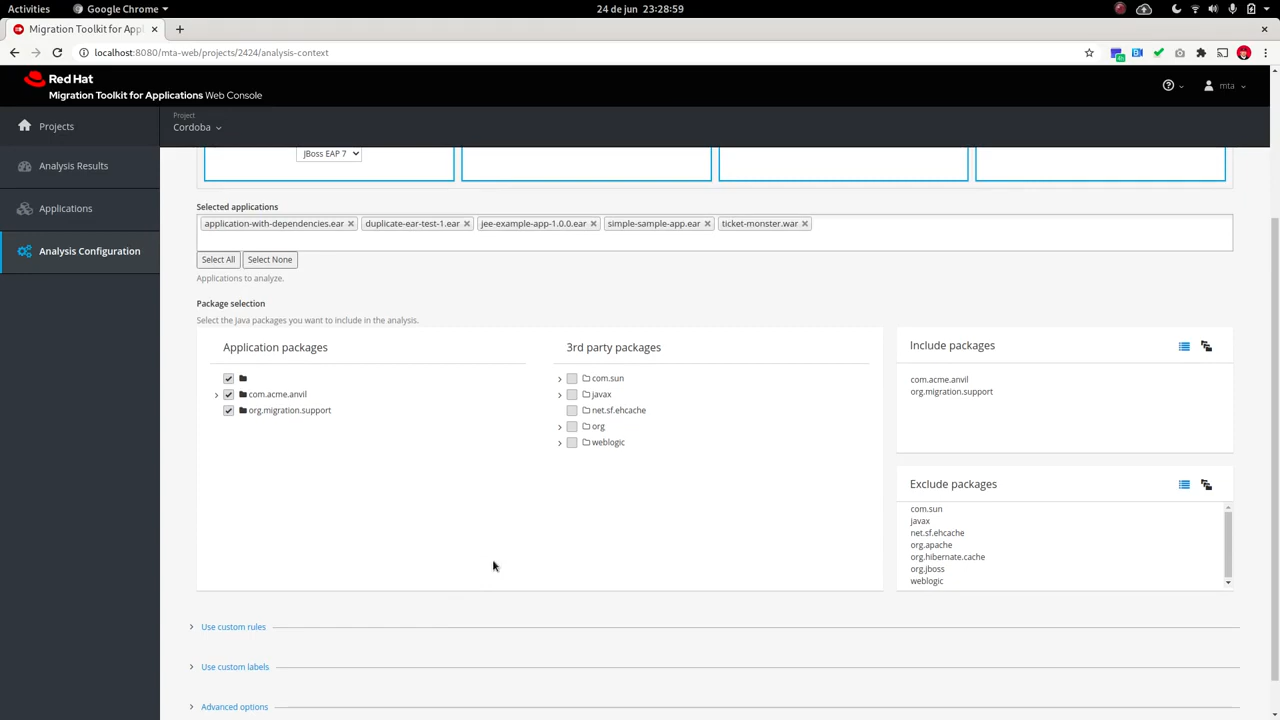 Activities
Google Chrome
24 de jun  23:28:59
Migration Toolkit for Appl
localhost:8080/mta-web/projects/2424/analysis-context
Red Hat
Migration Toolkit for Applications Web Console
mta
Project
Cordoba
Projects
Analysis Results
Applications
Analysis Configuration
JBoss EAP 7
Selected applications
application-with-dependencies.ear
duplicate-ear-test-1.ear
jee-example-app-1.0.0.ear
simple-sample-app.ear
ticket-monster.war
Select All
Select None
Applications to analyze.
Package selection
Select the Java packages you want to include in the analysis.
Application packages
com.acme.anvil
org.migration.support
3rd party packages
com.sun
javax
net.sf.ehcache
org
weblogic
Include packages
com.acme.anvil
org.migration.support
Exclude packages
com.sun
javax
net.sf.ehcache
org.apache
org.hibernate.cache
org.jboss
weblogic
Use custom rules
Use custom labels
Advanced options